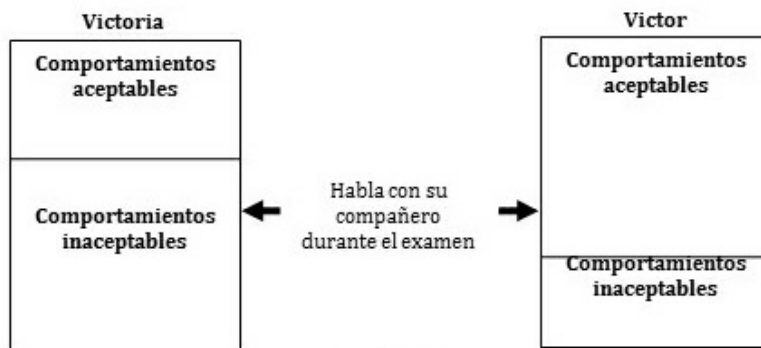 Victoria
Comportamientos
aceptables
Comportamientos
inaceptables
Habla con su
compañero
durante el examen
Victor
Comportamientos
aceptables
Comportamientos
inaceptables